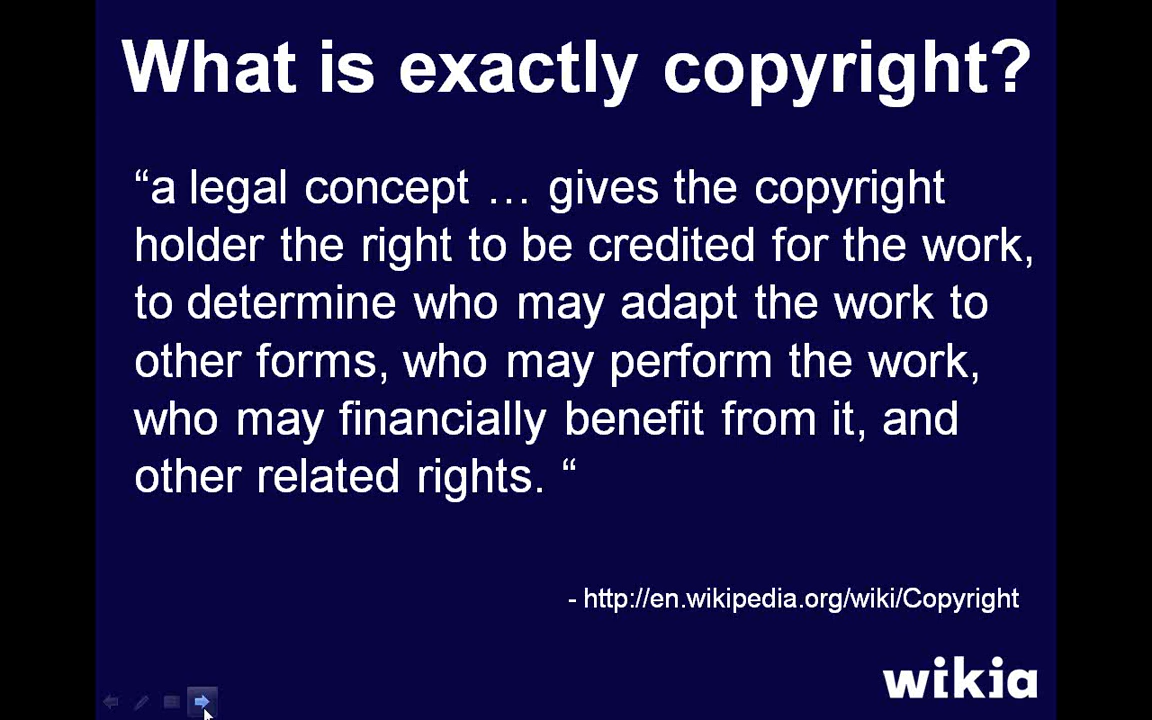 What is exactly copyright?
“a legal concept … gives the copyright
holder the right to be credited for the work,
to determine who may adapt the work to
other forms, who may perform the work,
who may financially benefit from it, and
other related rights. “
- http://en.wikipedia.org/wiki/Copyright
wikia